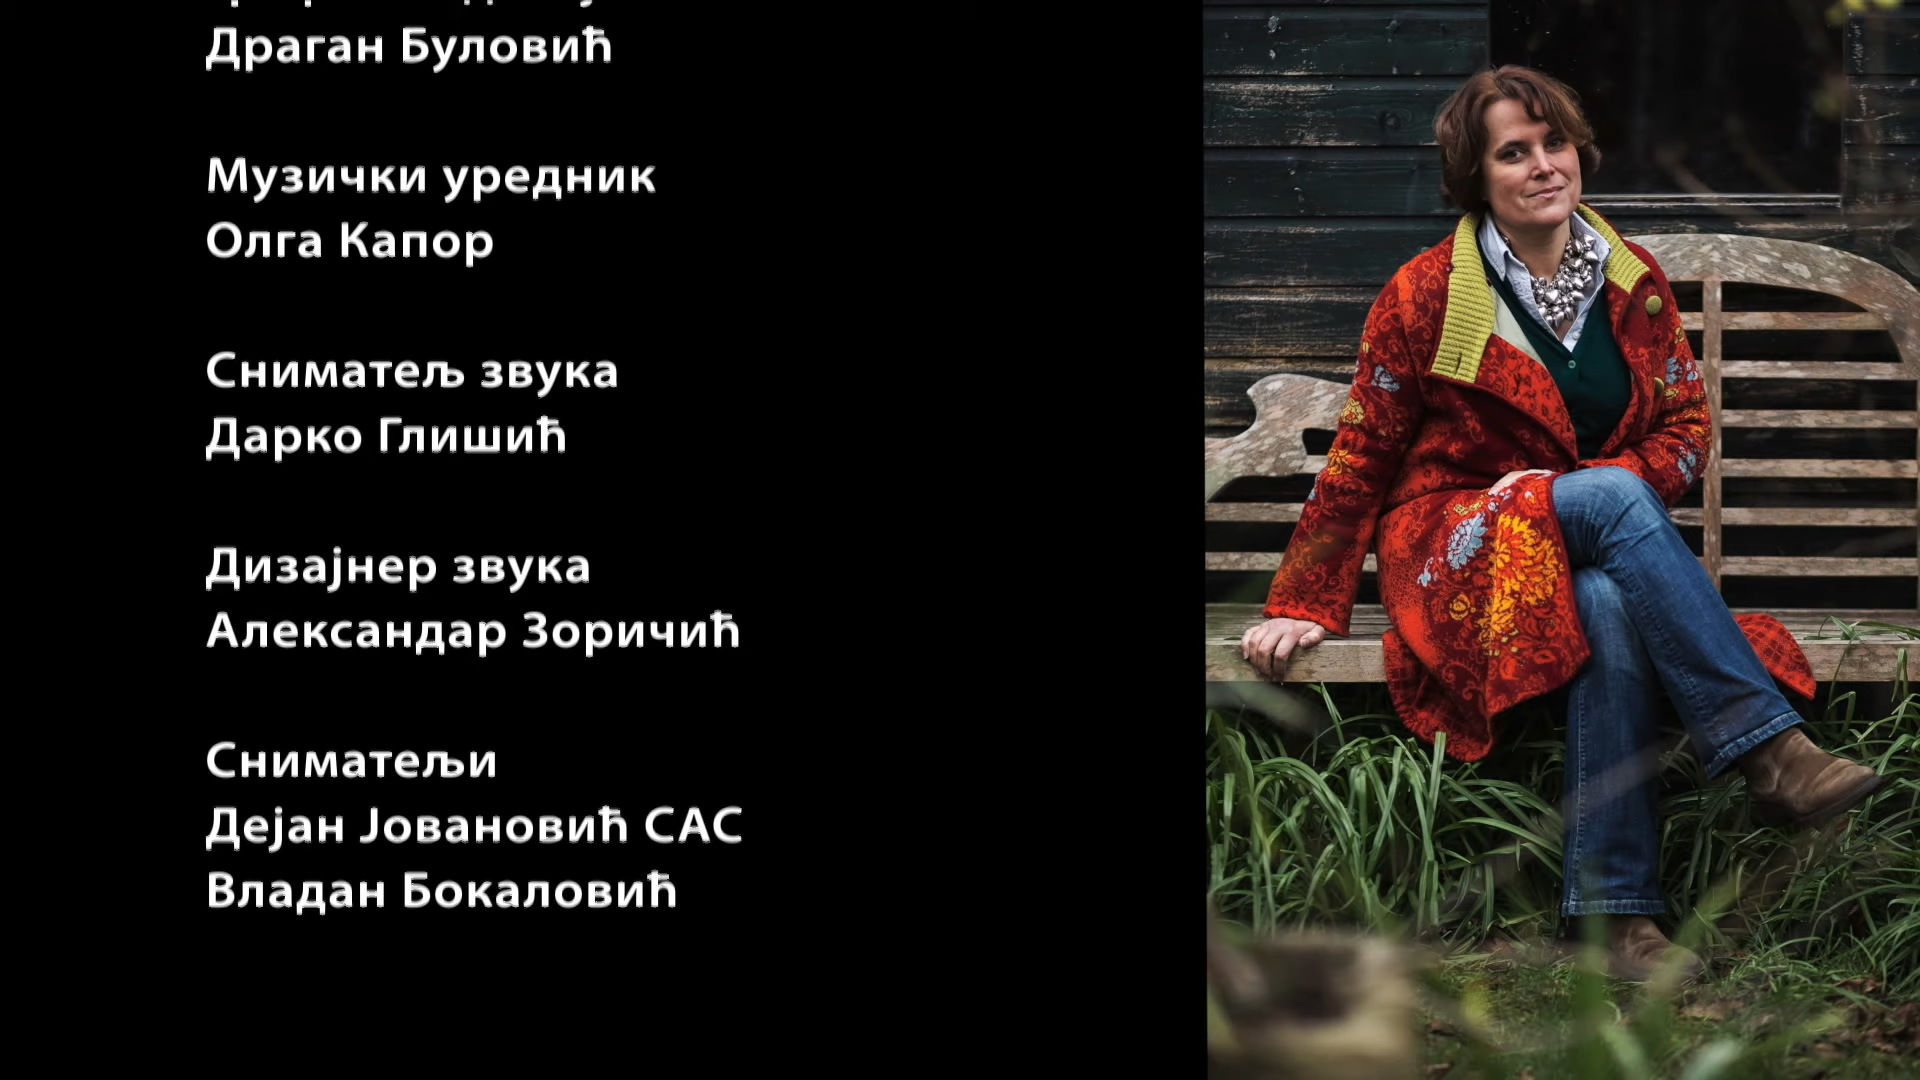 Драган Буловић
Музички уредник
Олга Капор
Сниматељ звука
Дарко Глишић
Дизајнер звука
Александар Зоричић
Сниматељи
Дејан Јовановић САС
Владан Бокаловић